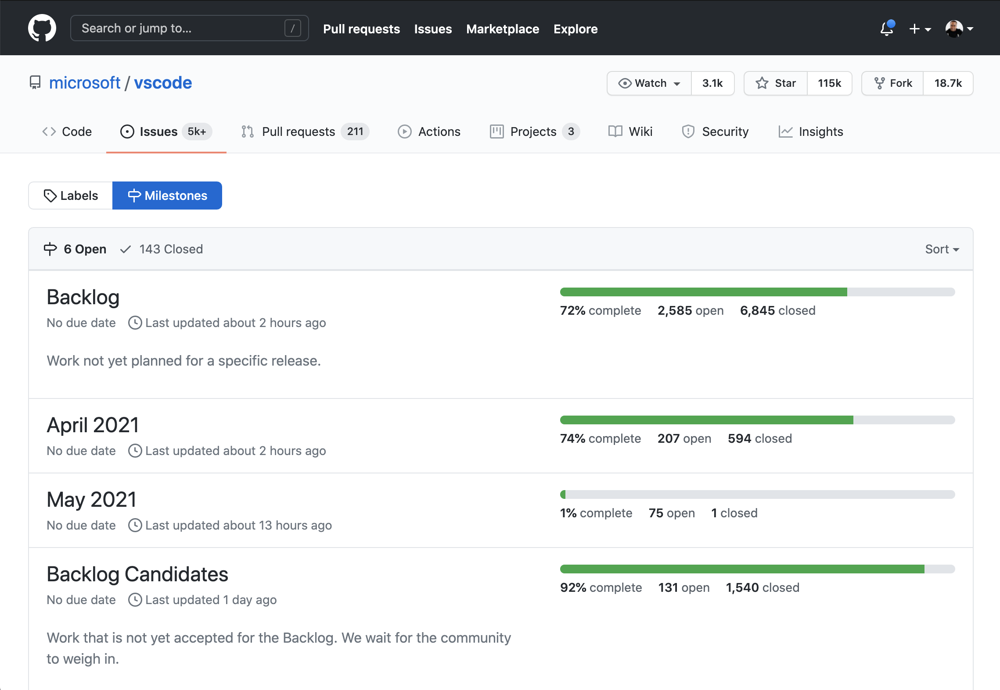 Search or jump to... /
Pull requests Issues Marketplace Explore
microsoft / vscode
Watch 3.1k Star 115k Fork 18.7k
Code Issues 5k+ Pull requests 211 Actions Projects 3 Wiki Security Insights
Labels Milestones
6 Open 143 Closed Sort
Backlog
72% complete 2,585 open 6,845 closed
No due date Last updated about 2 hours ago
Work not yet planned for a specific release.
April 2021
74% complete 207 open 594 closed
No due date Last updated about 2 hours ago
May 2021
1% complete 75 open 1 closed
No due date Last updated about 13 hours ago
Backlog Candidates
92% complete 131 open 1,540 closed
No due date Last updated 1 day ago
Work that is not yet accepted for the Backlog. We wait for the community
to weigh in.